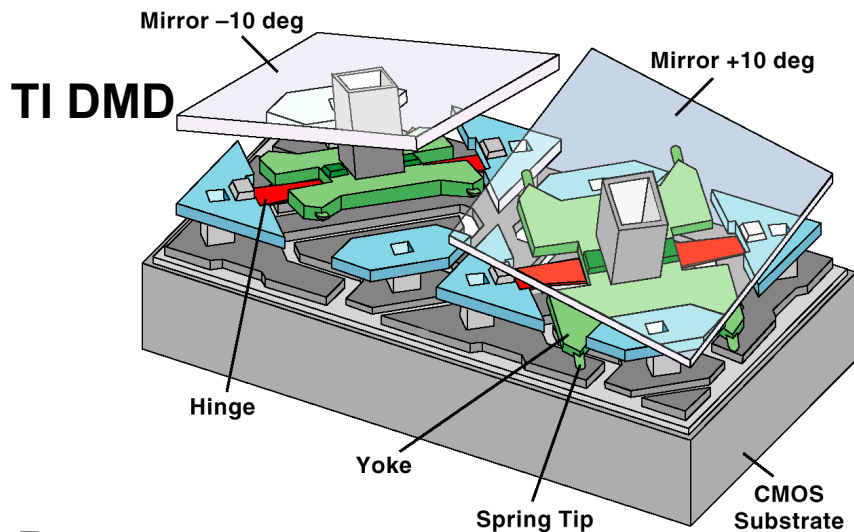 Mirror –10 deg
Mirror +10 deg
TI DMD
Hinge
Yoke
Spring Tip
CMOS
Substrate